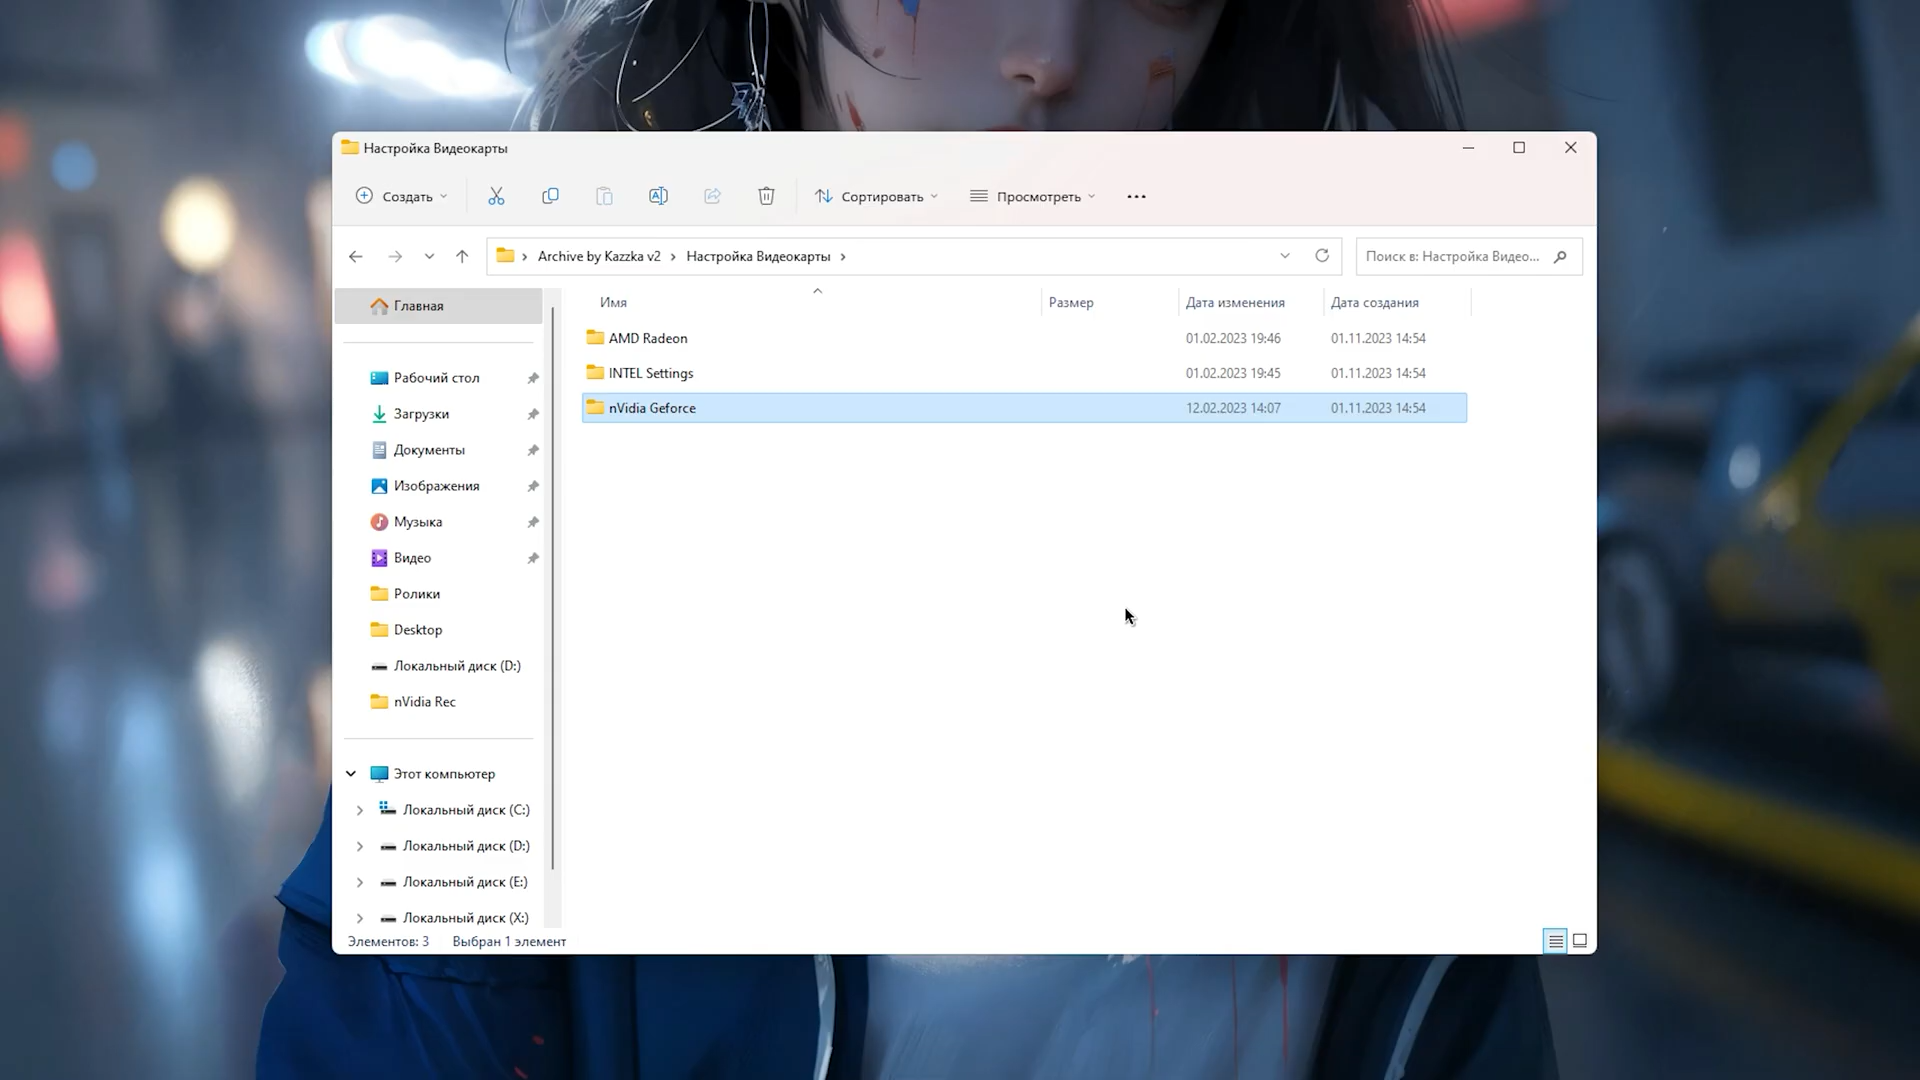 Настройка Видеокарты
Создать
Сортировать
Просмотреть
Archive by Kazzka v2
Настройка Видеокарты
Поиск в: Настройка Видео...
Главная
Рабочий стол
Загрузки
Документы
Изображения
Музыка
Видео
Ролики
Desktop
Локальный диск (D:)
nVidia Rec
Этот компьютер
Локальный диск (C:)
Локальный диск (D:)
Локальный диск (E:)
Локальный диск (X:)
Имя Размер Дата изменения Дата создания
AMD Radeon 01.02.2023 19:46 01.11.2023 14:54
INTEL Settings 01.02.2023 19:45 01.11.2023 14:54
nVidia Geforce 12.02.2023 14:07 01.11.2023 14:54
Элементов: 3 Выбран 1 элемент